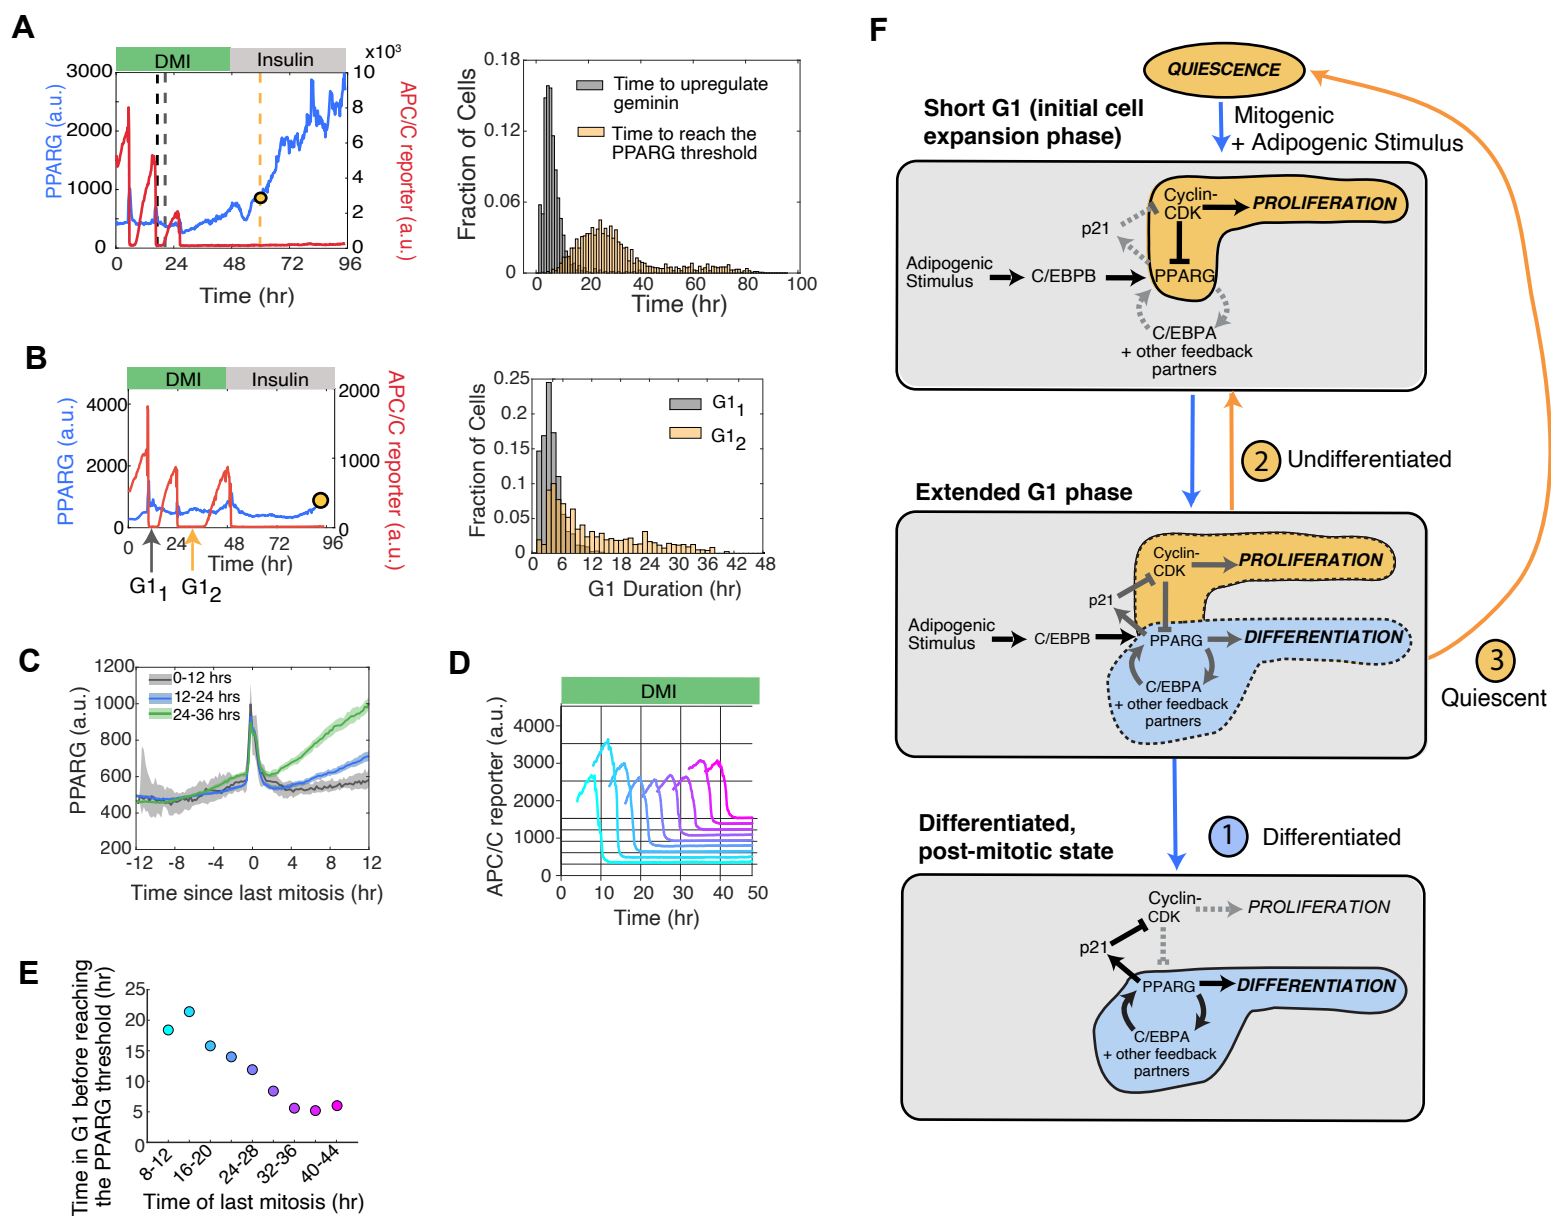 A
DMI
Insulin
x10³
3000
2000
1000
0
10
8
6
4
2
0
PPARG (a.u.)
APC/C reporter (a.u.)
0 24 48 72 96
Time (hr)
0.18
0.12
0.06
0
Fraction of Cells
Time to upregulate
geminin
Time to reach the
PPARG threshold
0 20 40 60 80 100
Time (hr)
B
DMI
Insulin
4000
2000
0
2000
1000
0
PPARG (a.u.)
APC/C reporter (a.u.)
0 24 48 72 96
Time (hr)
G1₁ G1₂
0.25
0.2
0.15
0.1
0.05
0
Fraction of Cells
G1₁
G1₂
0 6 12 18 24 30 36 42 48
G1 Duration (hr)
C
1200
1000
800
600
400
200
PPARG (a.u.)
0-12 hrs
12-24 hrs
24-36 hrs
-12 -8 -4 0 4 8 12
Time since last mitosis (hr)
D
DMI
4000
3000
2000
1000
0
APC/C reporter (a.u.)
0 10 20 30 40 50
Time (hr)
E
Time in G1 before reaching
the PPARG threshold (hr)
25
20
15
10
5
0
8-12 16-20 24-28 32-36 40-44
Time of last mitosis (hr)
F
QUIESCENCE
Mitogenic
+ Adipogenic Stimulus
Short G1 (initial cell
expansion phase)
Cyclin-
CDK
PROLIFERATION
p21
Adipogenic
Stimulus
C/EBPB
PPARG
C/EBPA
+ other feedback
partners
2 Undifferentiated
Extended G1 phase
Cyclin-
CDK
PROLIFERATION
p21
Adipogenic
Stimulus
C/EBPB
PPARG
DIFFERENTIATION
C/EBPA
+ other feedback
partners
3
Quiescent
Differentiated,
post-mitotic state
1 Differentiated
Cyclin-
CDK
PROLIFERATION
p21
PPARG
DIFFERENTIATION
C/EBPA
+ other feedback
partners